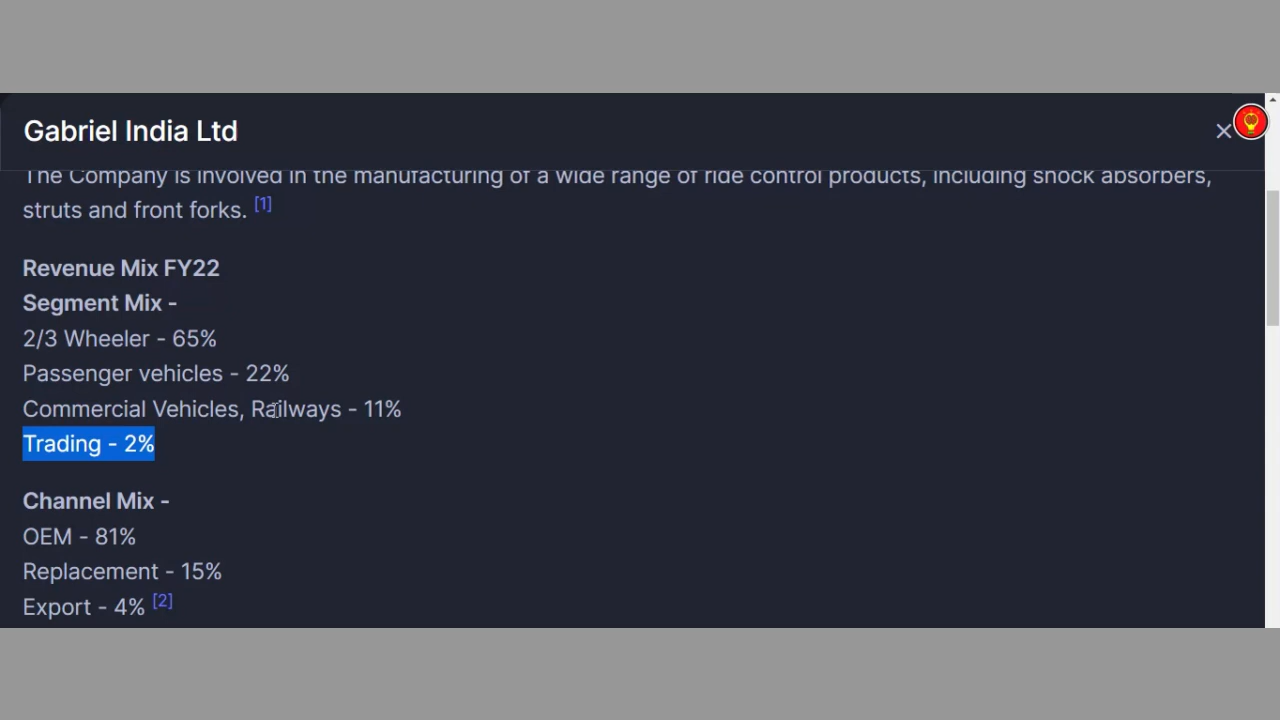 Gabriel India Ltd
The Company is involved in the manufacturing of a wide range of ride control products, including shock absorbers,
struts and front forks. [1]
Revenue Mix FY22
Segment Mix -
2/3 Wheeler - 65%
Passenger vehicles - 22%
Commercial Vehicles, Railways - 11%
Trading - 2%
Channel Mix -
OEM - 81%
Replacement - 15%
Export - 4% [2]